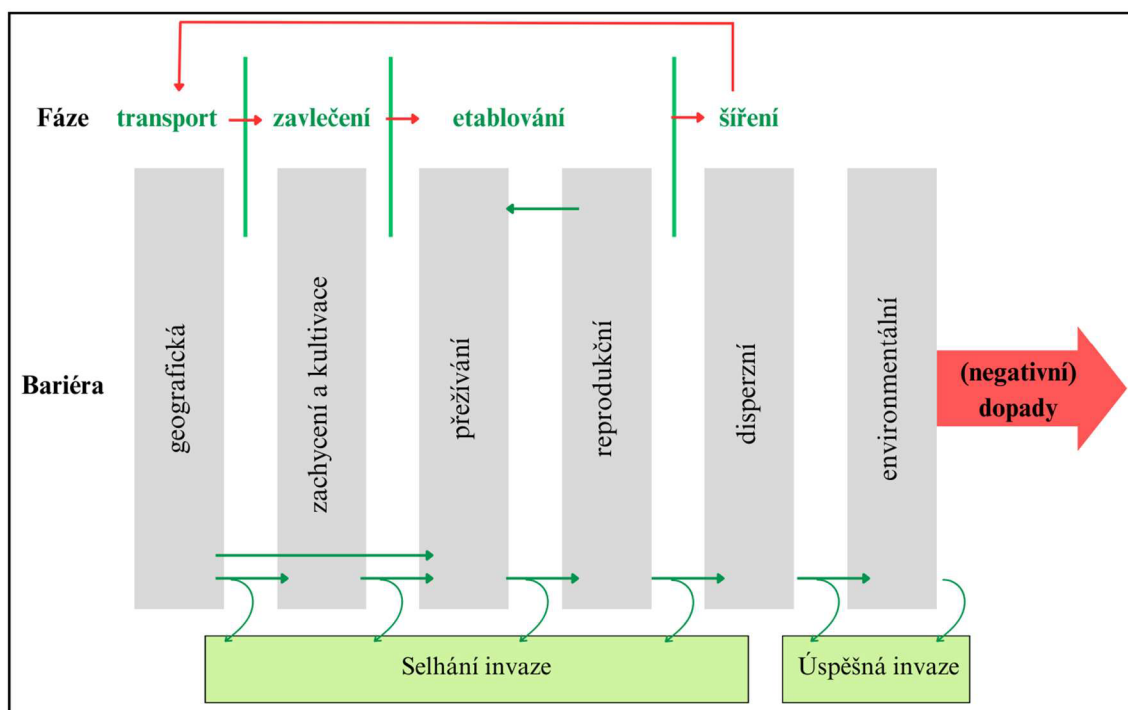 Fáze transport zavlečení etablování šíření
Bariéra
geografická
zachycení a kultivace
přežívání
reprodukční
disperzní
environmentální
(negativní)
dopady
Selhání invaze
Úspěšná invaze